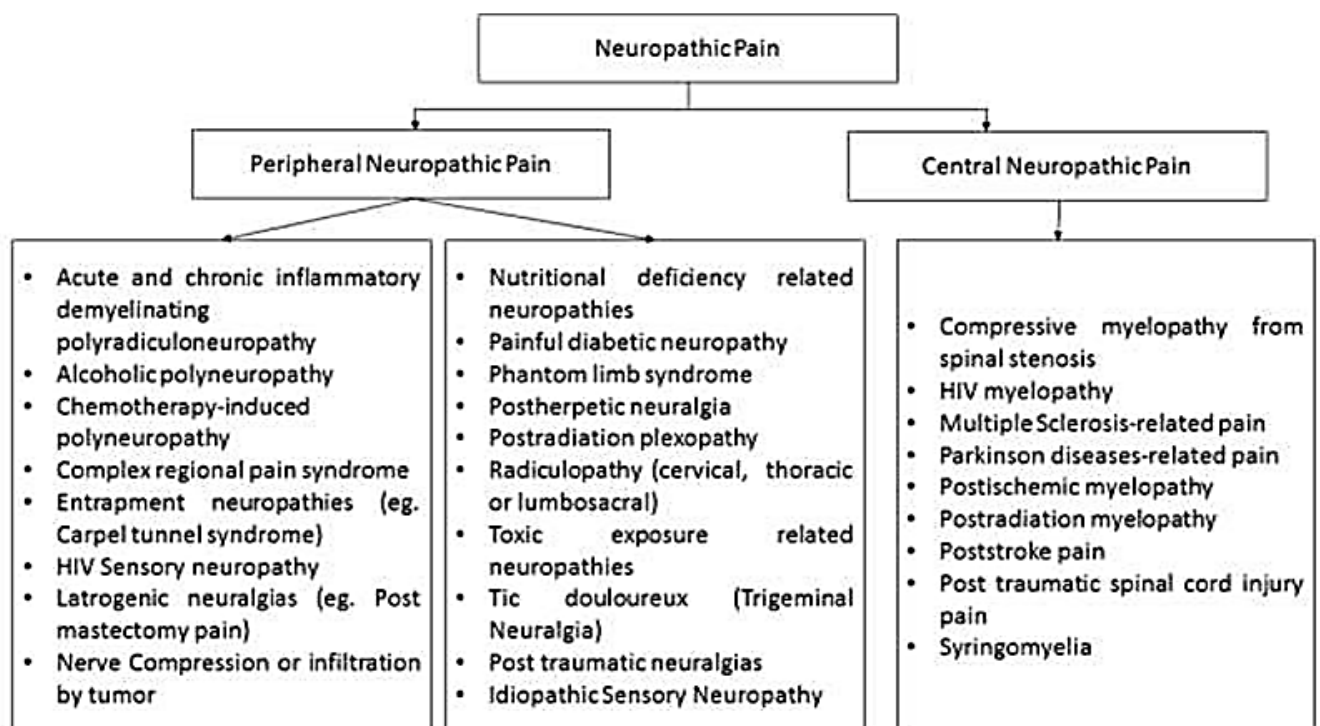 Neuropathic Pain
Peripheral Neuropathic Pain
Central Neuropathic Pain
• Acute and chronic inflammatory
demyelinating
polyradiculoneuropathy
• Alcoholic polyneuropathy
• Chemotherapy-induced
polyneuropathy
• Complex regional pain syndrome
• Entrapment neuropathies (eg.
Carpel tunnel syndrome)
• HIV Sensory neuropathy
• Latrogenic neuralgias (eg. Post
mastectomy pain)
• Nerve Compression or infiltration
by tumor
• Nutritional deficiency related
neuropathies
• Painful diabetic neuropathy
• Phantom limb syndrome
• Postherpetic neuralgia
• Postradiation plexopathy
• Radiculopathy (cervical, thoracic
or lumbosacral)
• Toxic exposure related
neuropathies
• Tic douloureux (Trigeminal
Neuralgia)
• Post traumatic neuralgias
• Idiopathic Sensory Neuropathy
• Compressive myelopathy from
spinal stenosis
• HIV myelopathy
• Multiple Sclerosis-related pain
• Parkinson diseases-related pain
• Postischemic myelopathy
• Postradiation myelopathy
• Poststroke pain
• Post traumatic spinal cord injury
pain
• Syringomyelia